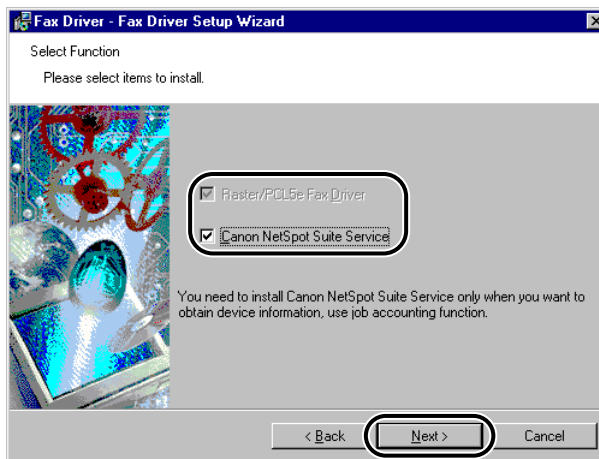 Fax Driver - Fax Driver Setup Wizard
Select Function
Please select items to install.
Raster/PCL5e Fax Driver
Canon NetSpot Suite Service
You need to install Canon NetSpot Suite Service only when you want to
obtain device information, use job accounting function.
< Back Next > Cancel